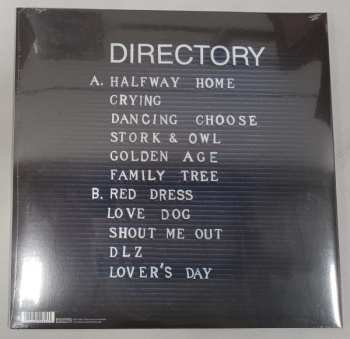 DIRECTORY
A. HALFWAY HOME
CRYING
DANCING CHOOSE
STORK & OWL
GOLDEN AGE
FAMILY TREE
B. RED DRESS
LOVE DOG
SHOUT ME OUT
DLZ
LOVER'S DAY